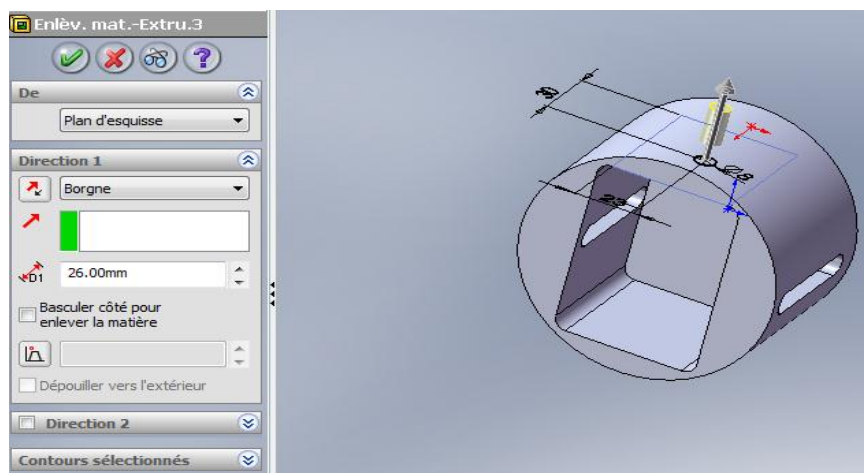 Enlèv. mat.-Extru.3
De
Plan d'esquisse
Direction 1
Borgne
D1
26.00mm
Basculer côté pour
enlever la matière
Dépouiller vers l'extérieur
Direction 2
Contours sélectionnés
23